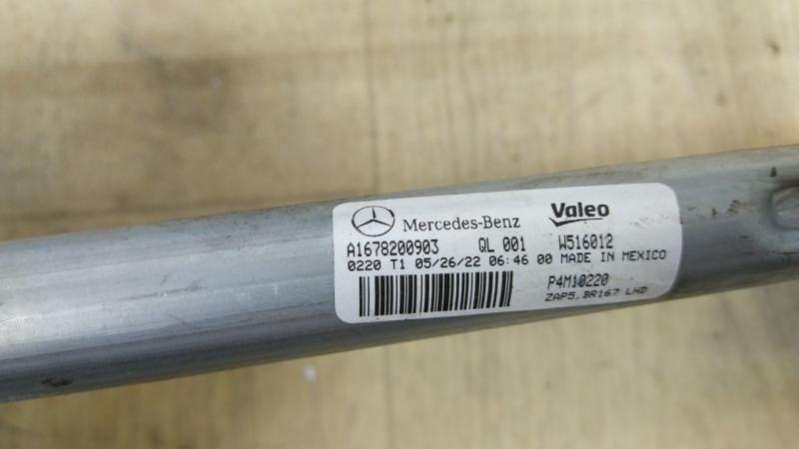 Mercedes-Benz Valeo
A1678200903 QL 001 W516012
0220 T1 05/26/22 06:46 00 MADE IN MEXICO
P4M10220
ZAP5,BR167 LHD